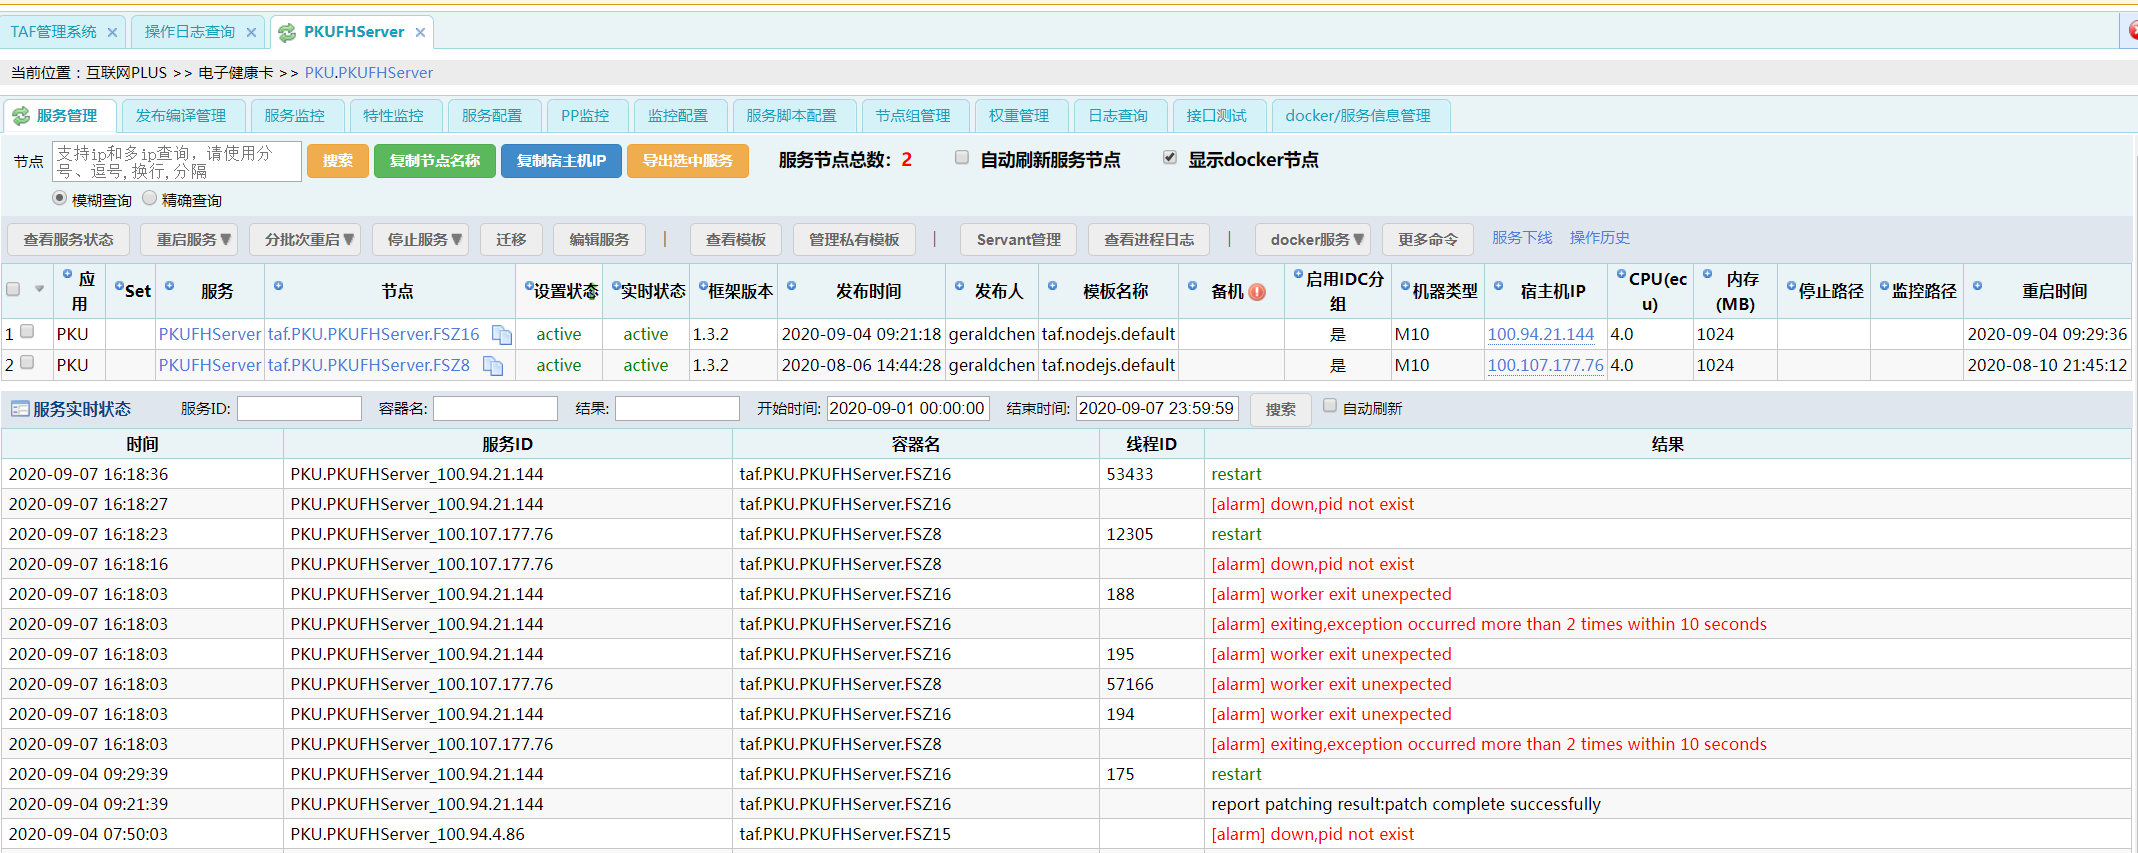 TAF管理系统 操作日志查询 PKUFHServer
当前位置：互联网PLUS >> 电子健康卡 >> PKU.PKUFHServer
服务管理 发布编译管理 服务监控 特性监控 服务配置 PP监控 监控配置 服务脚本配置 节点组管理 权重管理 日志查询 接口测试 docker/服务信息管理
节点 支持ip和多ip查询，请使用分号、逗号,换行,分隔 搜索 复制节点名称 复制宿主机IP 导出选中服务 服务节点总数：2 自动刷新服务节点 显示docker节点
模糊查询 精确查询
查看服务状态 重启服务▼ 分批次重启▼ 停止服务▼ 迁移 编辑服务 | 查看模板 管理私有模板 | Servant管理 查看进程日志 | docker服务▼ 更多命令 服务下线 操作历史
应用 Set 服务 节点 设置状态 实时状态 框架版本 发布时间 发布人 模板名称 备机 启用IDC分组 机器类型 宿主机IP CPU(ecu) 内存(MB) 停止路径 监控路径 重启时间
1 PKU PKUFHServer taf.PKU.PKUFHServer.FSZ16 active active 1.3.2 2020-09-04 09:21:18 geraldchen taf.nodejs.default 是 M10 100.94.21.144 4.0 1024 2020-09-04 09:29:36
2 PKU PKUFHServer taf.PKU.PKUFHServer.FSZ8 active active 1.3.2 2020-08-06 14:44:28 geraldchen taf.nodejs.default 是 M10 100.107.177.76 4.0 1024 2020-08-10 21:45:12
服务实时状态 服务ID: 容器名: 结果: 开始时间: 2020-09-01 00:00:00 结束时间: 2020-09-07 23:59:59 搜索 自动刷新
时间 服务ID 容器名 线程ID 结果
2020-09-07 16:18:36 PKU.PKUFHServer_100.94.21.144 taf.PKU.PKUFHServer.FSZ16 53433 restart
2020-09-07 16:18:27 PKU.PKUFHServer_100.94.21.144 taf.PKU.PKUFHServer.FSZ16 [alarm] down,pid not exist
2020-09-07 16:18:23 PKU.PKUFHServer_100.107.177.76 taf.PKU.PKUFHServer.FSZ8 12305 restart
2020-09-07 16:18:16 PKU.PKUFHServer_100.107.177.76 taf.PKU.PKUFHServer.FSZ8 [alarm] down,pid not exist
2020-09-07 16:18:03 PKU.PKUFHServer_100.94.21.144 taf.PKU.PKUFHServer.FSZ16 188 [alarm] worker exit unexpected
2020-09-07 16:18:03 PKU.PKUFHServer_100.94.21.144 taf.PKU.PKUFHServer.FSZ16 [alarm] exiting,exception occurred more than 2 times within 10 seconds
2020-09-07 16:18:03 PKU.PKUFHServer_100.94.21.144 taf.PKU.PKUFHServer.FSZ16 195 [alarm] worker exit unexpected
2020-09-07 16:18:03 PKU.PKUFHServer_100.107.177.76 taf.PKU.PKUFHServer.FSZ8 57166 [alarm] worker exit unexpected
2020-09-07 16:18:03 PKU.PKUFHServer_100.94.21.144 taf.PKU.PKUFHServer.FSZ16 194 [alarm] worker exit unexpected
2020-09-07 16:18:03 PKU.PKUFHServer_100.107.177.76 taf.PKU.PKUFHServer.FSZ8 [alarm] exiting,exception occurred more than 2 times within 10 seconds
2020-09-04 09:29:39 PKU.PKUFHServer_100.94.21.144 taf.PKU.PKUFHServer.FSZ16 175 restart
2020-09-04 09:21:39 PKU.PKUFHServer_100.94.21.144 taf.PKU.PKUFHServer.FSZ16 report patching result:patch complete successfully
2020-09-04 07:50:03 PKU.PKUFHServer_100.94.4.86 taf.PKU.PKUFHServer.FSZ15 [alarm] down,pid not exist